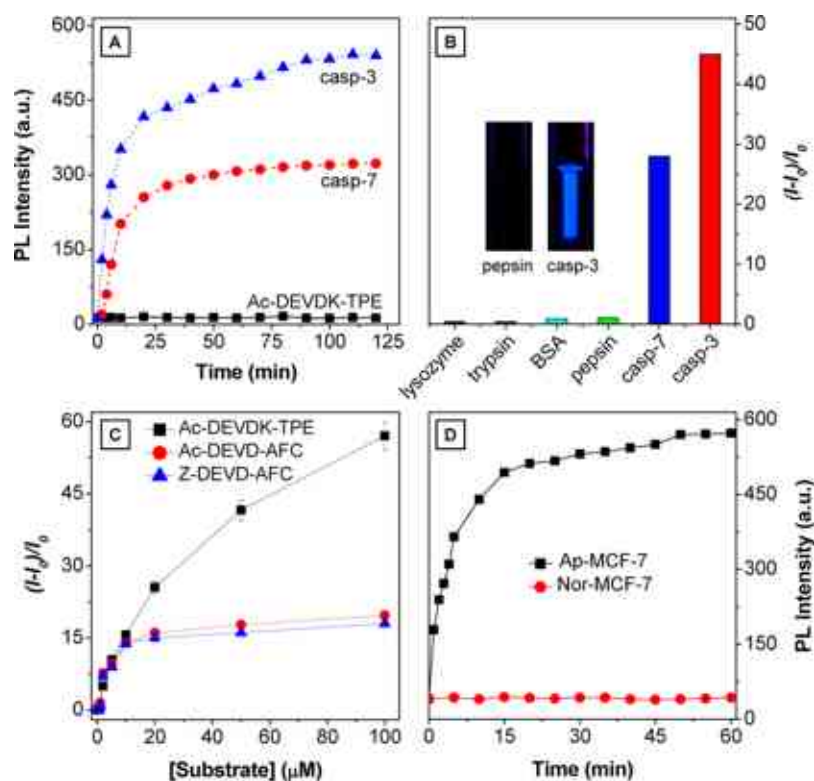 A
PL Intensity (a.u.)
600
450
300
150
0
casp-3
casp-7
Ac-DEVDK-TPE
0 25 50 75 100 125
Time (min)
B
pepsin casp-3
50
40
30
20
10
0
(I-I₀)/I₀
lysozyme trypsin BSA pepsin casp-7 casp-3
C
(I-I₀)/I₀
60
45
30
15
0
Ac-DEVDK-TPE
Ac-DEVD-AFC
Z-DEVD-AFC
0 20 40 60 80 100
[Substrate] (μM)
D
Ap-MCF-7
Nor-MCF-7
600
450
300
150
0
PL Intensity (a.u.)
0 15 30 45 60
Time (min)